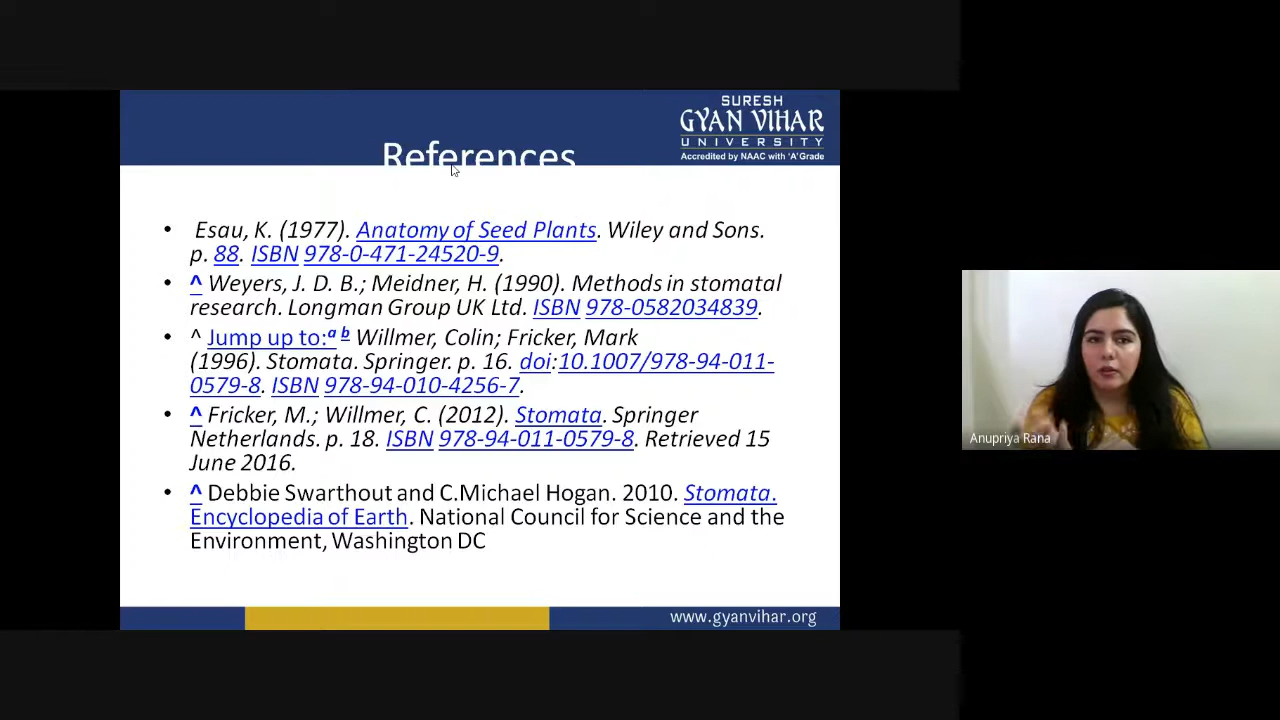 SURESH
GYAN VIHAR
UNIVERSITY
Accredited by NAAC with 'A' Grade
References
• Esau, K. (1977). Anatomy of Seed Plants. Wiley and Sons.
p. 88. ISBN 978-0-471-24520-9.
• ^ Weyers, J. D. B.; Meidner, H. (1990). Methods in stomatal
research. Longman Group UK Ltd. ISBN 978-0582034839.
• ^ Jump up to:a b Willmer, Colin; Fricker, Mark
(1996). Stomata. Springer. p. 16. doi:10.1007/978-94-011-
0579-8. ISBN 978-94-010-4256-7.
• ^ Fricker, M.; Willmer, C. (2012). Stomata. Springer
Netherlands. p. 18. ISBN 978-94-011-0579-8. Retrieved 15
June 2016.
• ^ Debbie Swarthout and C.Michael Hogan. 2010. Stomata.
Encyclopedia of Earth. National Council for Science and the
Environment, Washington DC
www.gyanvihar.org
Anupriya Rana